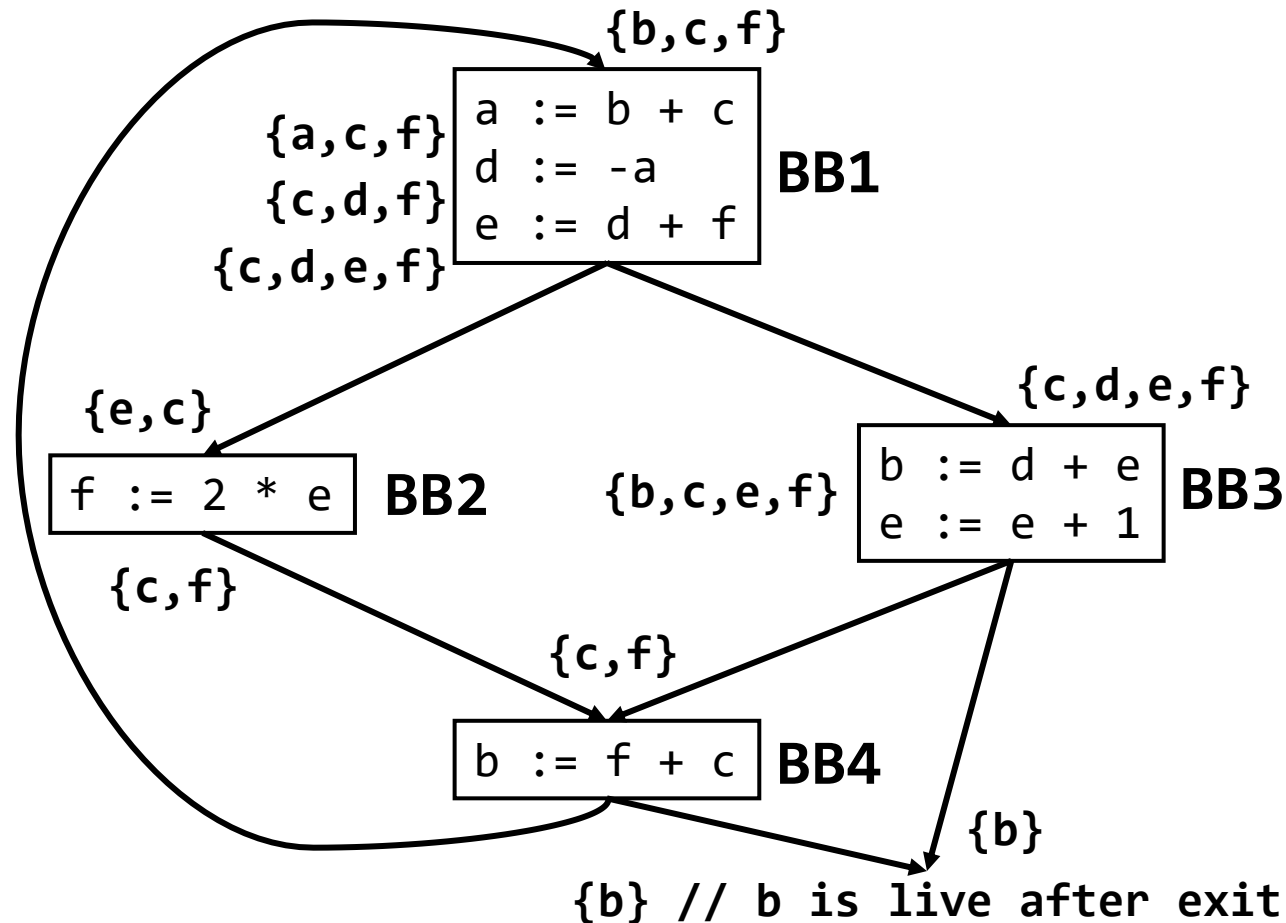 {b,c,f}
a := b + c
{a,c,f}
d := -a
BB1
{c,d,f}
e := d + f
{c,d,e,f}
{e,c}
{c,d,e,f}
f := 2 * e
BB2
{b,c,e,f}
b := d + e
e := e + 1
BB3
{c,f}
{c,f}
b := f + c
BB4
{b}
{b} // b is live after exit